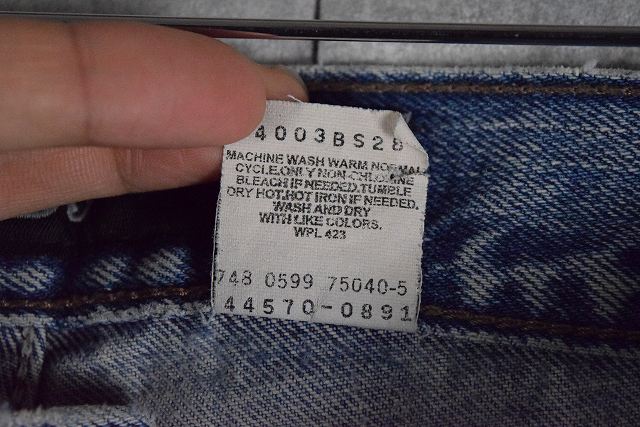 4003BS28
MACHINE WASH WARM NORMAL
CYCLE.ONLY NON-CHLORINE
BLEACH IF NEEDED.TUMBLE
DRY HOT.HOT IRON IF NEEDED.
WASH AND DRY
WITH LIKE COLORS.
WPL 423
748 0599 75040-5
44570-0891